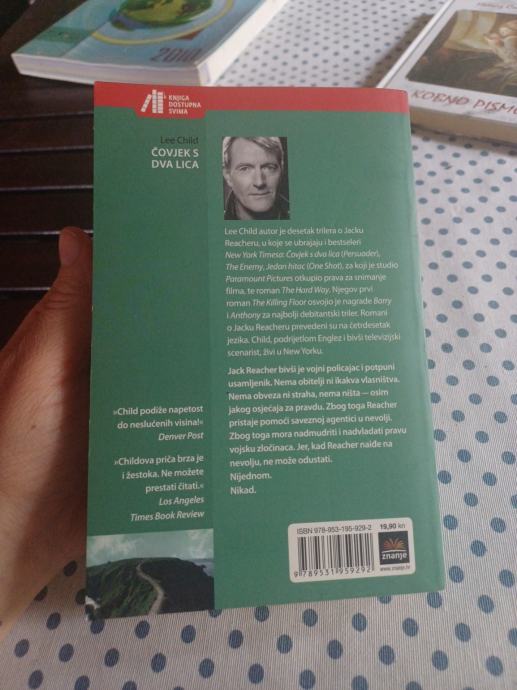 2010
KORNO PISMO
KNJIGA
DOSTUPNA
SVIMA
Lee Child
ČOVJEK S
DVA LICA
Lee Child autor je desetak trilera o Jacku
Reacheru, u koje se ubrajaju i bestseleri
New York Timesa: Čovjek s dva lica (Persuader),
The Enemy, Jedan hitac (One Shot), za koji je studio
Paramount Pictures otkupio prava za snimanje
filma, te roman The Hard Way. Njegov prvi
roman The Killing Floor osvojio je nagrade Barry
i Anthony za najbolji debitantski triler. Romani
o Jacku Reacheru prevedeni su na četrdesetak
jezika. Child, podrijetlom Englez i bivši televizijski
scenarist, živi u New Yorku.
Jack Reacher bivši je vojni policajac i potpuni
usamljenik. Nema obitelji ni ikakva vlasništva.
Nema obveza ni straha, nema ništa — osim
jakog osjećaja za pravdu. Zbog toga Reacher
pristaje pomoći saveznoj agentici u nevolji.
Zbog toga mora nadmudriti i nadvladati pravu
vojsku zločinaca. Jer, kad Reacher naiđe na
nevolju, ne može odustati.
Nijednom.
Nikad.
»Child podiže napetost
do neslućenih visina!«
Denver Post
»Childova priča brza je
i žestoka. Ne možete
prestati čitati.«
Los Angeles
Times Book Review
ISBN 978-953-195-929-2
19,90 kn
9 789531 959292
znanje
www.znanje.hr